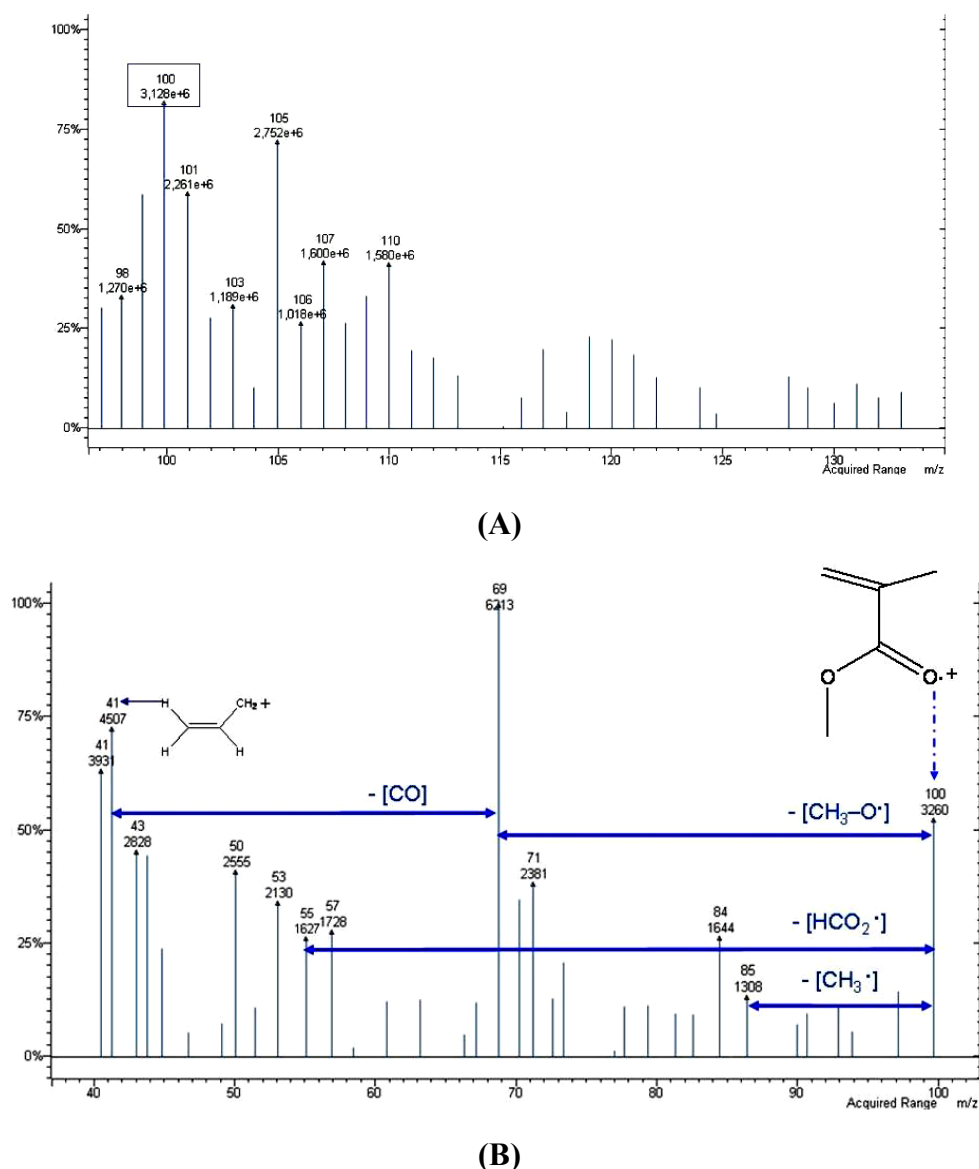 100%
75%
50%
25%
0%
98
1,270e+6
100
3,128e+6
101
2,261e+6
103
1,189e+6
105
2,752e+6
106
1,018e+6
107
1,600e+6
110
1,580e+6
100 105 110 115 120 125 130
Acquired Range m/z
(A)
100%
75%
50%
25%
0%
41
3931
41
4507
H
H
H
CH2+
43
2828
50
2555
53
2130
55
1627
57
1728
69
6213
71
2381
84
1644
85
1308
100
3260
O
O·+
- [CO]
- [CH3–O·]
- [HCO2·]
- [CH3·]
40 50 60 70 80 90 100
Acquired Range m/z
(B)